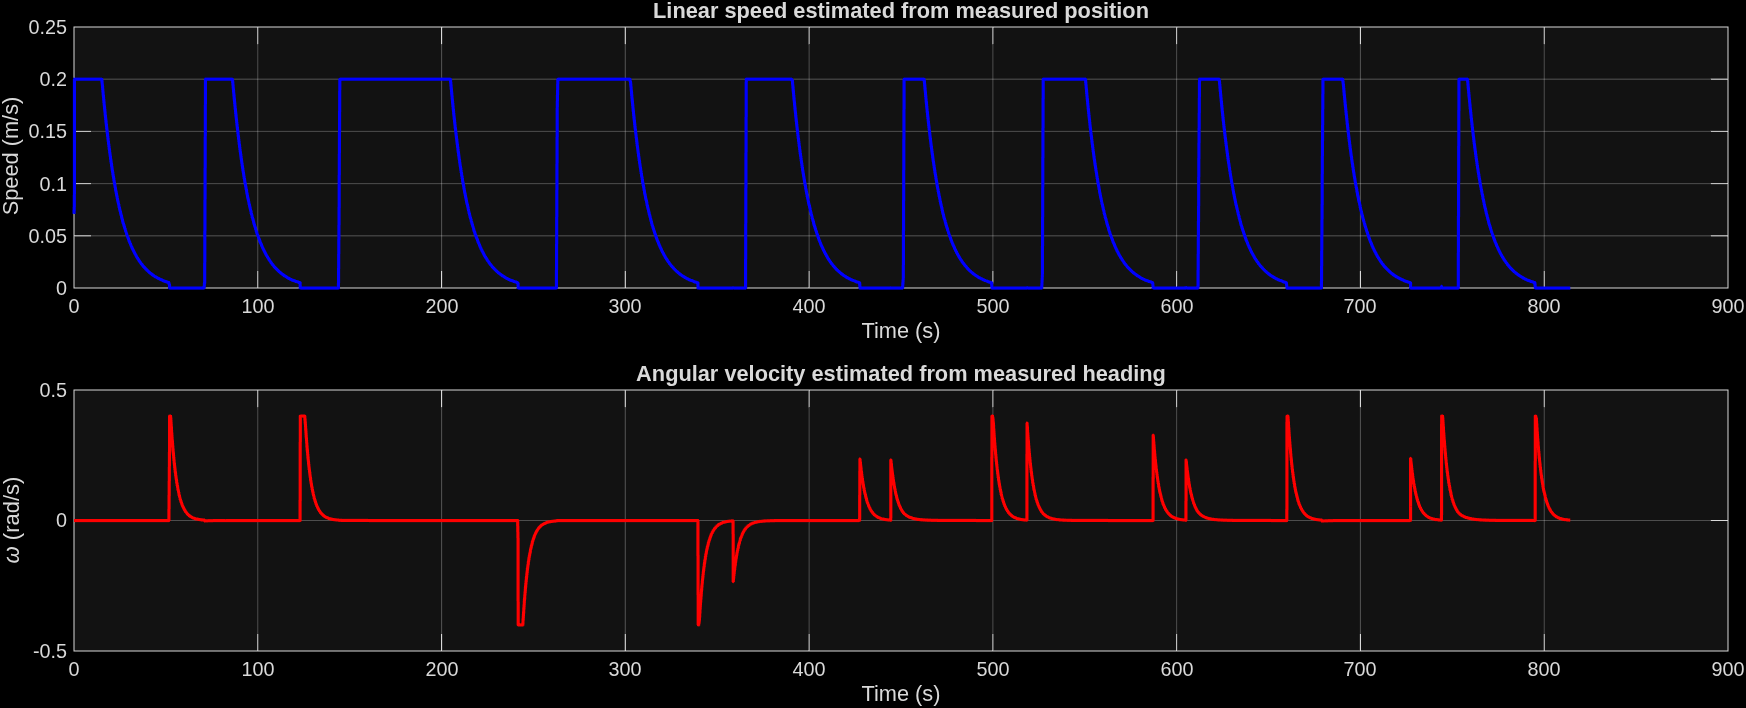 Linear speed estimated from measured position
0.25
0.2
0.15
0.1
0.05
0
Speed (m/s)
0 100 200 300 400 500 600 700 800 900
Time (s)
Angular velocity estimated from measured heading
0.5
0
-0.5
ω (rad/s)
0 100 200 300 400 500 600 700 800 900
Time (s)